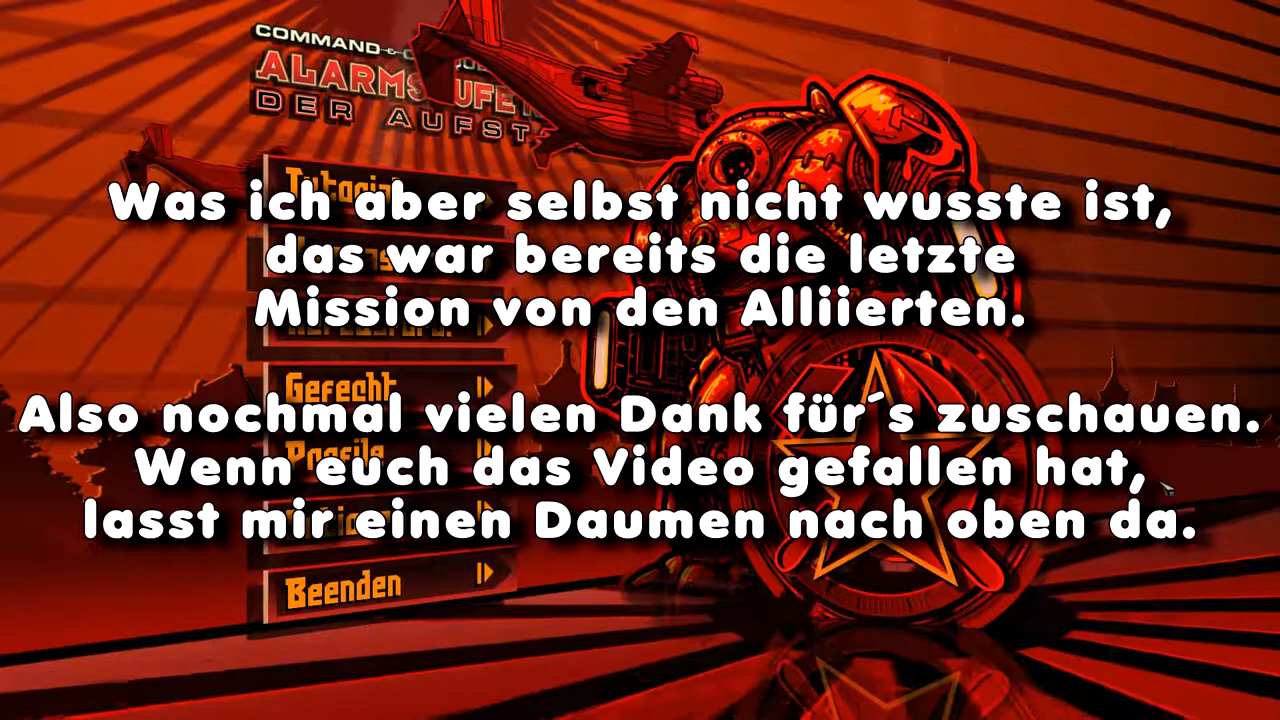 COMMAND
DER AUFST
Was ich aber selbst nicht wusste ist,
das war bereits die letzte
Mission von den Alliierten.
Gefecht
Also nochmal vielen Dank für´s zuschauen.
Profile
Wenn euch das Video gefallen hat,
lasst mir einen Daumen nach oben da.
Beenden